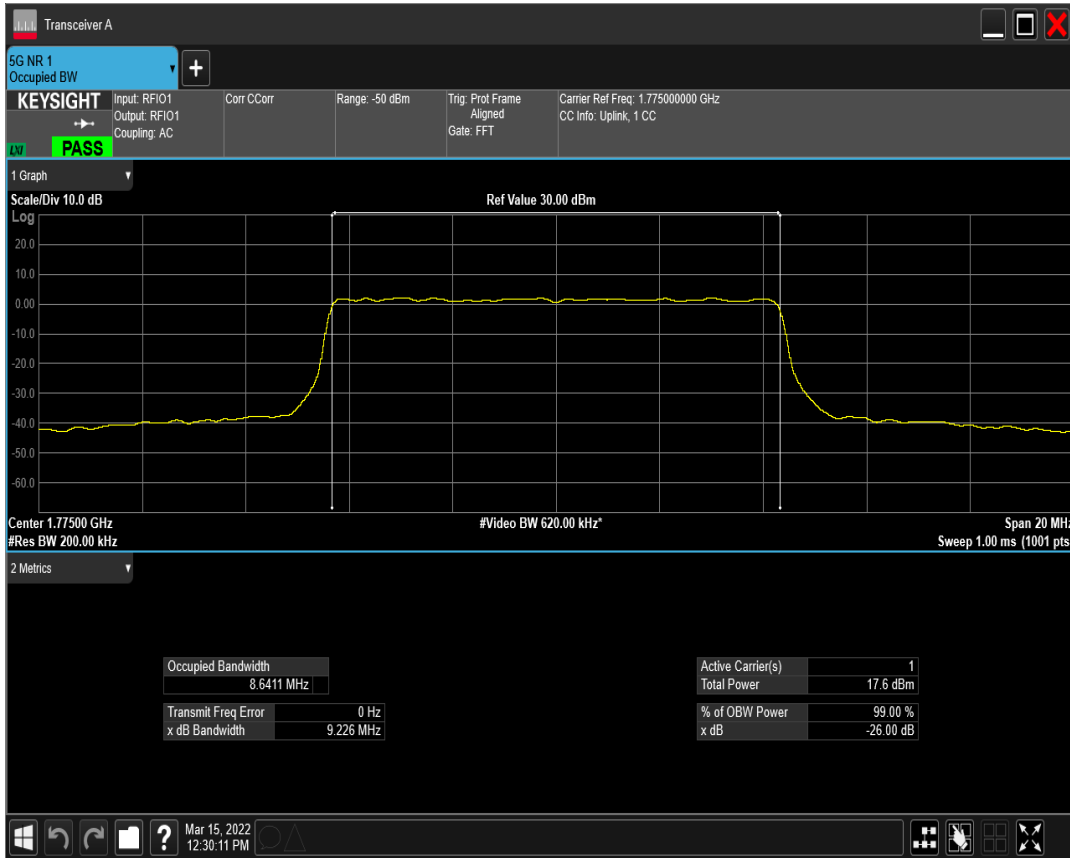 Transceiver A
5G NR 1
Occupied BW
KEYSIGHT
LXI
PASS
Input: RFIO1
Output: RFIO1
Coupling: AC
Corr CCorr
Range: -50 dBm
Trig: Prot Frame
Aligned
Gate: FFT
Carrier Ref Freq: 1.775000000 GHz
CC Info: Uplink, 1 CC
1 Graph
Scale/Div 10.0 dB
Ref Value 30.00 dBm
Log
20.0
10.0
0.00
-10.0
-20.0
-30.0
-40.0
-50.0
-60.0
Center 1.77500 GHz
#Video BW 620.00 kHz*
Span 20 MHz
#Res BW 200.00 kHz
Sweep 1.00 ms (1001 pts
2 Metrics
Occupied Bandwidth
8.6411 MHz
Transmit Freq Error 0 Hz
x dB Bandwidth 9.226 MHz
Active Carrier(s) 1
Total Power 17.6 dBm
% of OBW Power 99.00 %
x dB -26.00 dB
?
Mar 15, 2022
12:30:11 PM